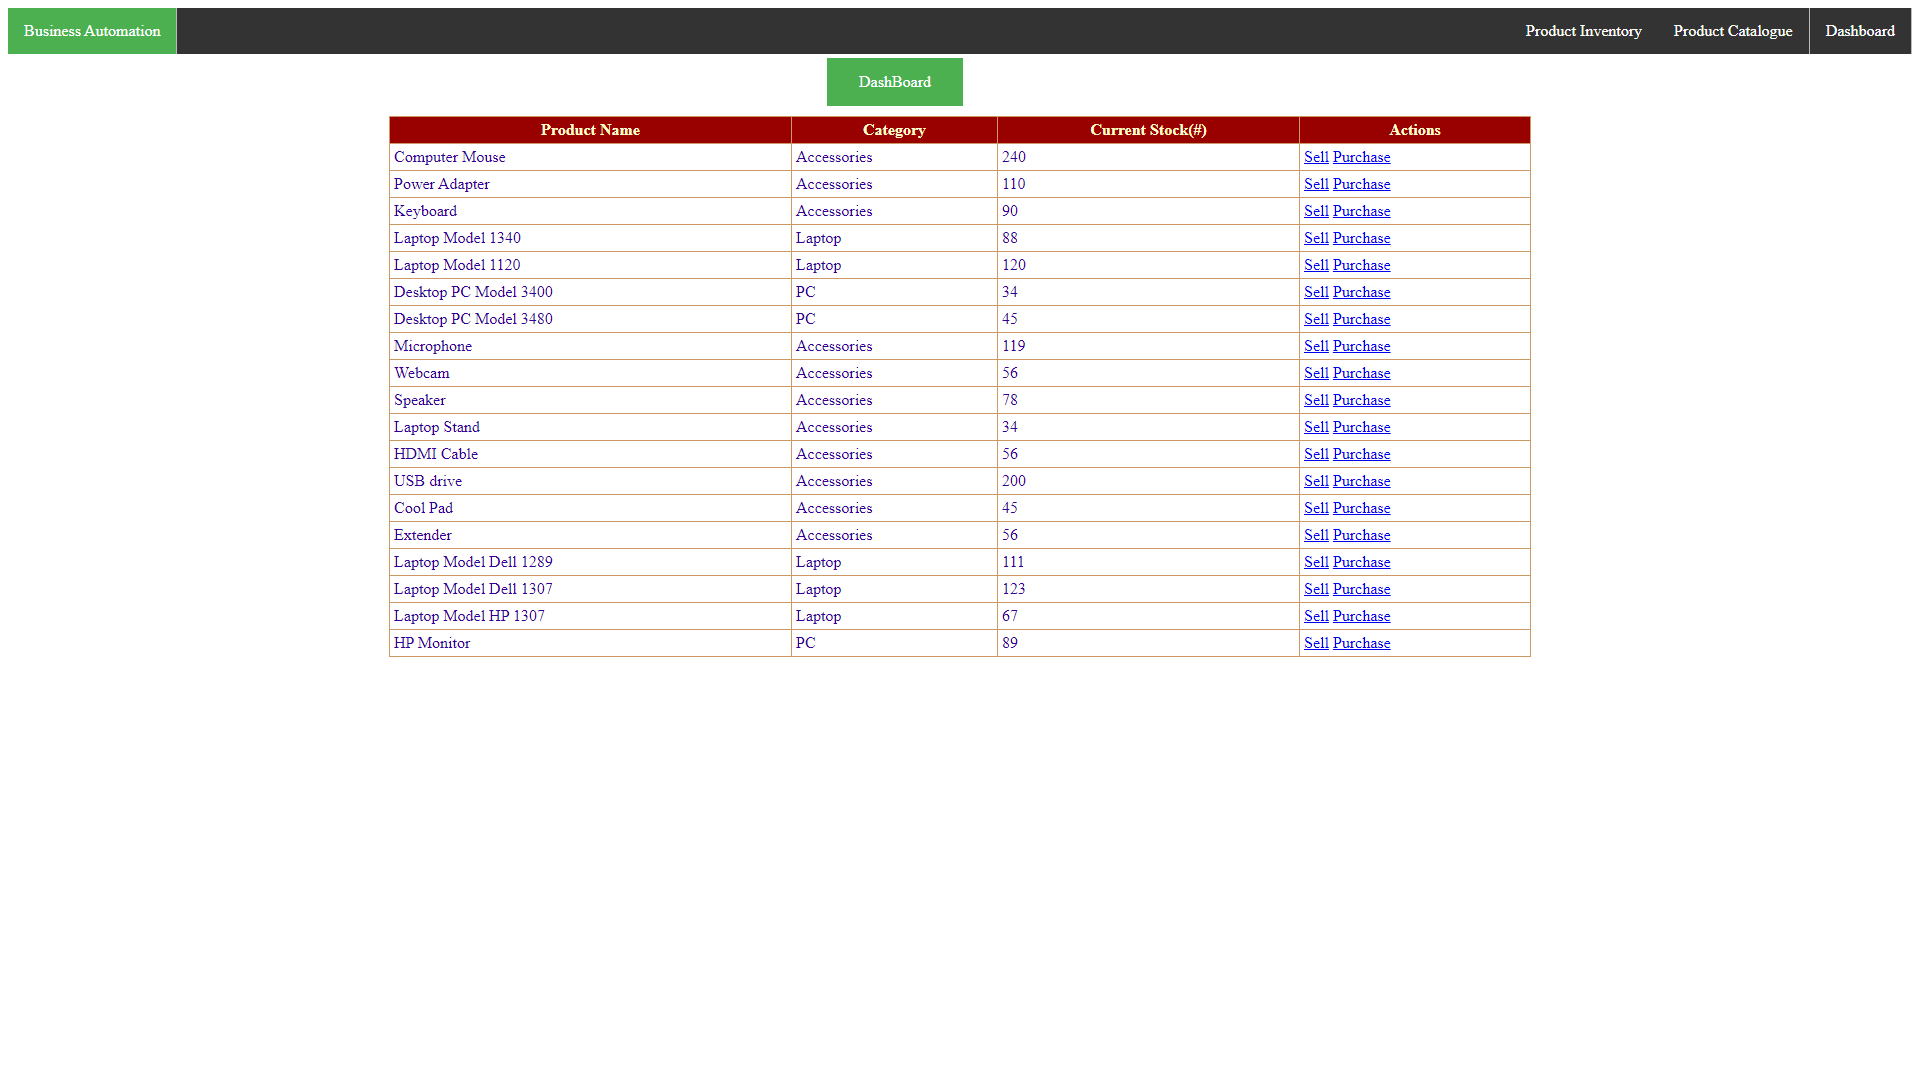 Business Automation Product Inventory Product Catalogue Dashboard
DashBoard
Product Name Category Current Stock(#) Actions
Computer Mouse Accessories 240 Sell Purchase
Power Adapter Accessories 110 Sell Purchase
Keyboard Accessories 90 Sell Purchase
Laptop Model 1340 Laptop 88 Sell Purchase
Laptop Model 1120 Laptop 120 Sell Purchase
Desktop PC Model 3400 PC 34 Sell Purchase
Desktop PC Model 3480 PC 45 Sell Purchase
Microphone Accessories 119 Sell Purchase
Webcam Accessories 56 Sell Purchase
Speaker Accessories 78 Sell Purchase
Laptop Stand Accessories 34 Sell Purchase
HDMI Cable Accessories 56 Sell Purchase
USB drive Accessories 200 Sell Purchase
Cool Pad Accessories 45 Sell Purchase
Extender Accessories 56 Sell Purchase
Laptop Model Dell 1289 Laptop 111 Sell Purchase
Laptop Model Dell 1307 Laptop 123 Sell Purchase
Laptop Model HP 1307 Laptop 67 Sell Purchase
HP Monitor PC 89 Sell Purchase